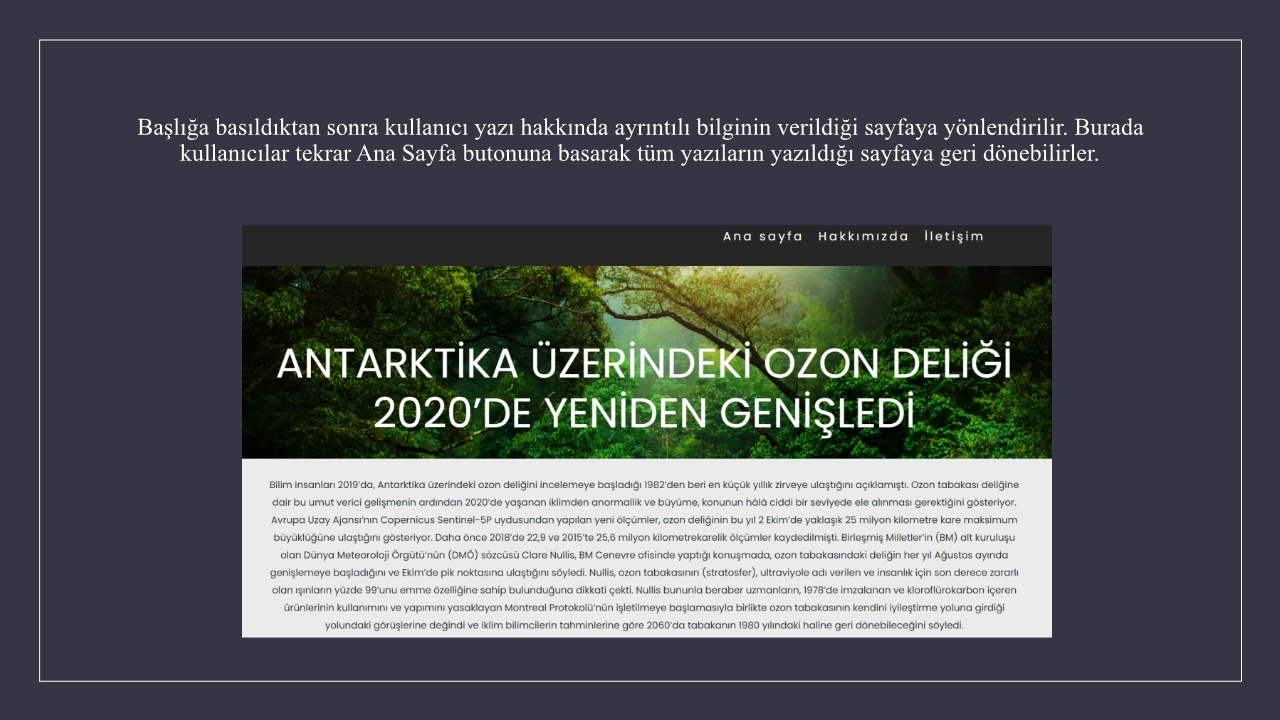 Başlığa basıldıktan sonra kullanıcı yazı hakkında ayrıntılı bilginin verildiği sayfaya yönlendirilir. Burada
kullanıcılar tekrar Ana Sayfa butonuna basarak tüm yazıların yazıldığı sayfaya geri dönebilirler.
Ana sayfa Hakkımızda İletişim
ANTARKTİKA ÜZERİNDEKİ OZON DELİĞİ
2020’DE YENİDEN GENİŞLEDİ
Bilim insanları 2019’da, Antarktika üzerindeki ozon deliğini incelemeye başladığı 1982’den beri en küçük yıllık zirveye ulaştığını açıklamıştı. Ozon tabakası deliğine
dair bu umut verici gelişmenin ardından 2020’de yaşanan iklimden anormallik ve büyüme, konunun hâlâ ciddi bir seviyede ele alınması gerektiğini gösteriyor.
Avrupa Uzay Ajansı’nın Copernicus Sentinel-5P uydusundan yapılan yeni ölçümler, ozon deliğinin bu yıl 2 Ekim’de yaklaşık 25 milyon kilometre kare maksimum
büyüklüğüne ulaştığını gösteriyor. Daha önce 2018’de 22,9 ve 2015’te 25,6 milyon kilometrekarelik ölçümler kaydedilmişti. Birleşmiş Milletler’in (BM) alt kuruluşu
olan Dünya Meteoroloji Örgütü’nün (DMÖ) sözcüsü Clare Nullis, BM Cenevre ofisinde yaptığı konuşmada, ozon tabakasındaki deliğin her yıl Ağustos ayında
genişlemeye başladığını ve Ekim’de pik noktasına ulaştığını söyledi. Nullis, ozon tabakasının (stratosfer), ultraviyole adı verilen ve insanlık için son derece zararlı
olan ışınların yüzde 99’unu emme özelliğine sahip bulunduğuna dikkati çekti. Nullis bununla beraber uzmanların, 1978’de imzalanan ve kloroflürokarbon içeren
ürünlerinin kullanımını ve yapımını yasaklayan Montreal Protokolü’nün işletilmeye başlamasıyla birlikte ozon tabakasının kendini iyileştirme yoluna girdiği
yolundaki görüşlerine değindi ve iklim bilimcilerin tahminlerine göre 2060’da tabakanın 1980 yılındaki haline geri dönebileceğini söyledi.